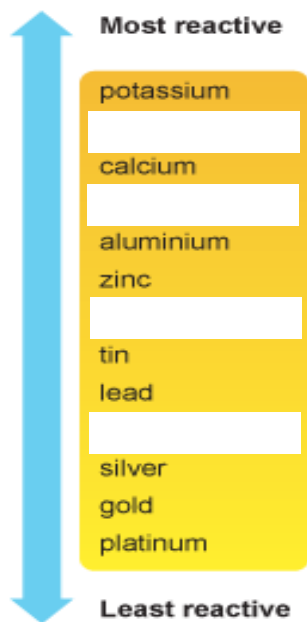 Most reactive
potassium
calcium
aluminium
zinc
tin
lead
silver
gold
platinum
Least reactive